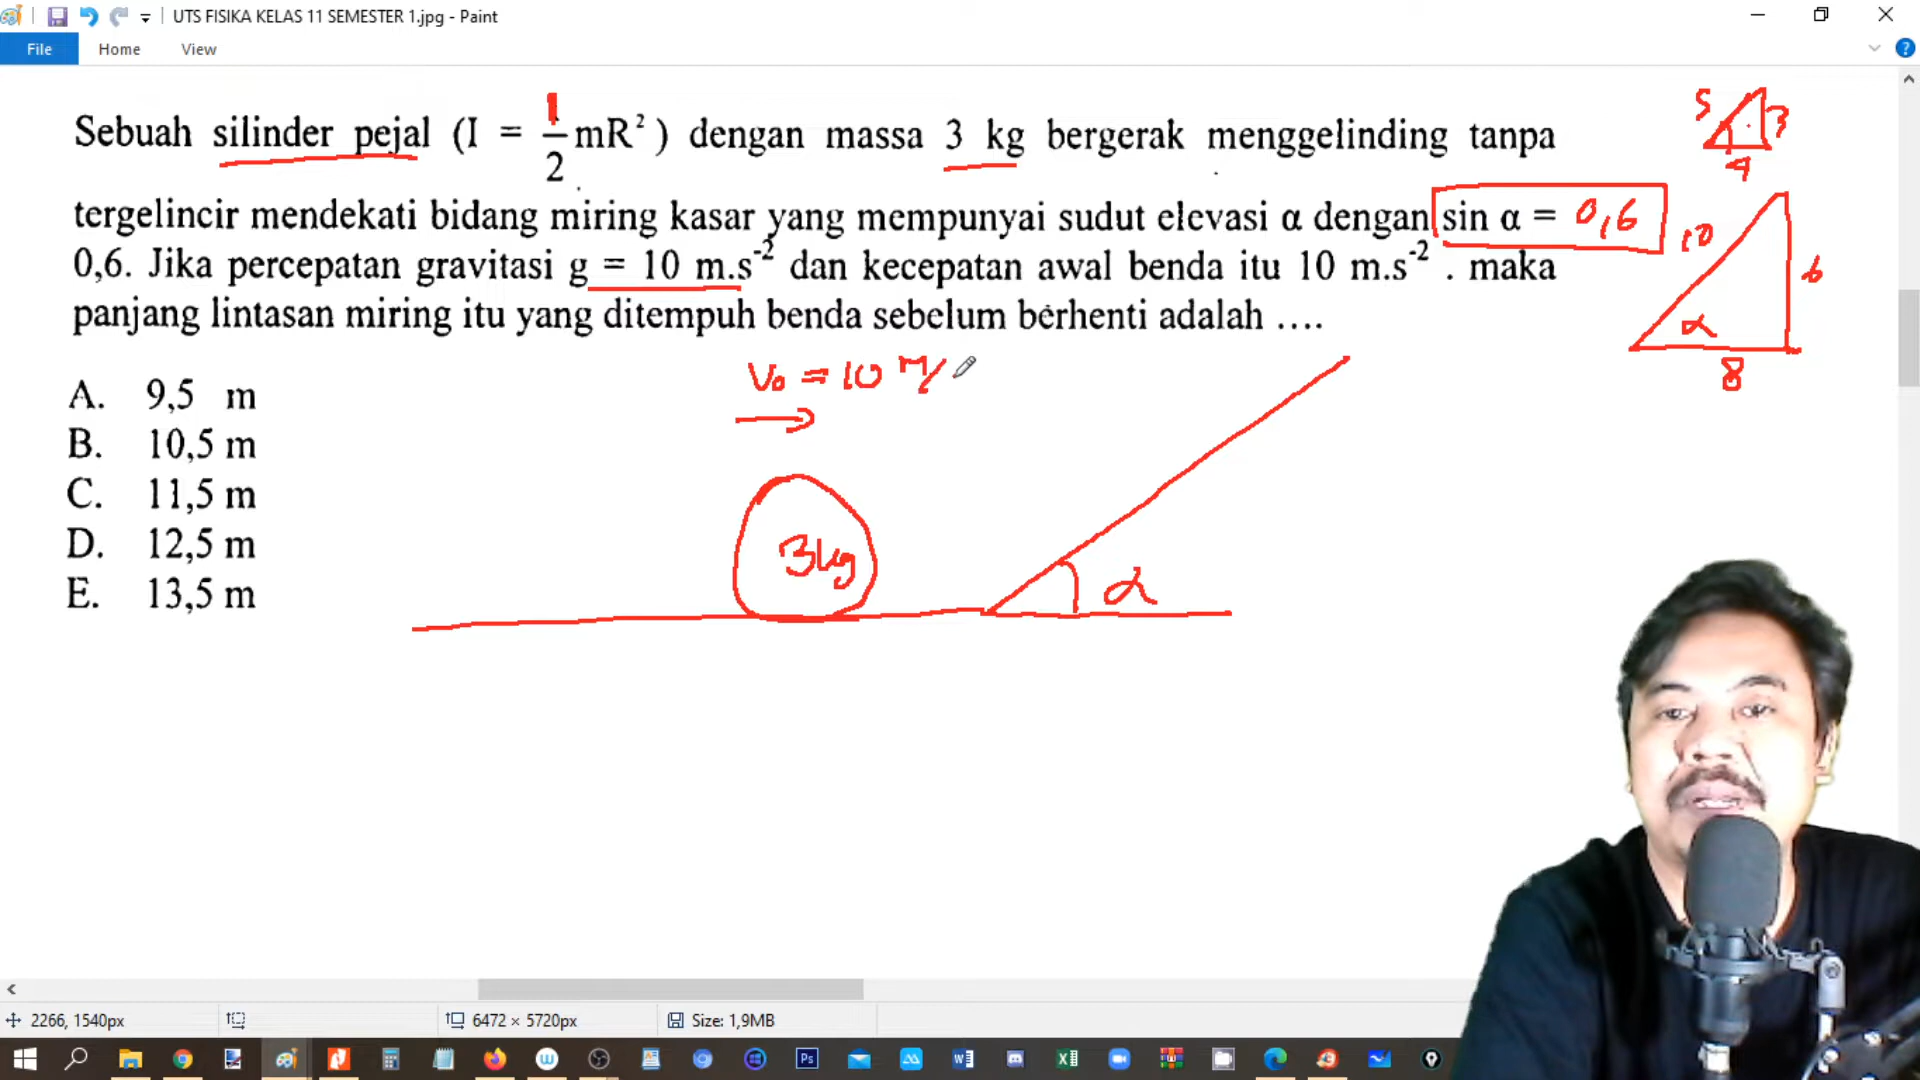 UTS FISIKA KELAS 11 SEMESTER 1.jpg - Paint
File Home View
Sebuah silinder pejal (I = 1/2 mR²) dengan massa 3 kg bergerak menggelinding tanpa
tergelincir mendekati bidang miring kasar yang mempunyai sudut elevasi α dengan sin α = 0,6
0,6. Jika percepatan gravitasi g = 10 m.s⁻² dan kecepatan awal benda itu 10 m.s⁻² . maka
panjang lintasan miring itu yang ditempuh benda sebelum berhenti adalah ....
5 3
4
10 6
α
8
V₀ = 10 m/
A. 9,5 m
B. 10,5 m
C. 11,5 m
D. 12,5 m
E. 13,5 m
3kg
α
2266, 1540px
6472 × 5720px
Size: 1,9MB